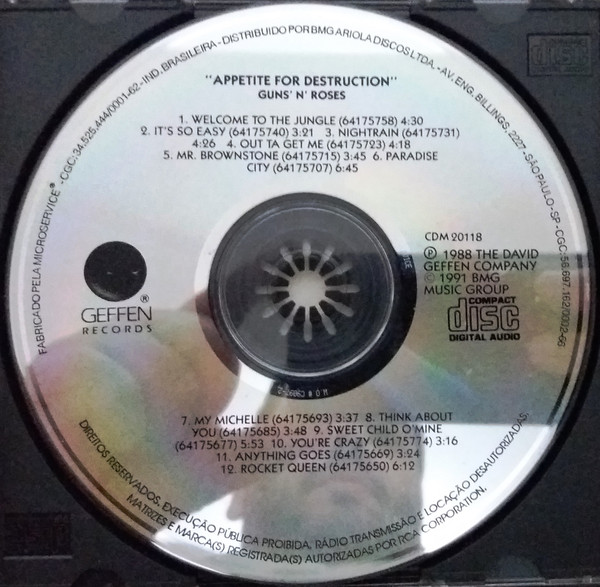 FABRICADO PELA MICROSERVICE® - CGC: 34.525.444/0001-62 - IND. BRASILEIRA - DISTRIBUIDO POR BMG ARIOLA DISCOS LTDA. - AV. ENG. BILLINGS, 2227 - SÃO PAULO - SP - CGC: 56.697.162/0002-66
"APPETITE FOR DESTRUCTION"
GUNS' N' ROSES
1. WELCOME TO THE JUNGLE (64175758) 4:30
2. IT'S SO EASY (64175740) 3:21 3. NIGHTRAIN (64175731)
4:26 4. OUT TA GET ME (64175723) 4:18
5. MR. BROWNSTONE (64175715) 3:45 6. PARADISE
CITY (64175707) 6:45
GEFFEN®
RECORDS
CDM 20118
℗ 1988 THE DAVID
GEFFEN COMPANY
© 1991 BMG
MUSIC GROUP
COMPACT
disc
DIGITAL AUDIO
7. MY MICHELLE (64175693) 3:37 8. THINK ABOUT
YOU (64175685) 3:48 9. SWEET CHILD O'MINE
(64175677) 5:53 10. YOU'RE CRAZY (64175774) 3:16
11. ANYTHING GOES (64175669) 3:24
12. ROCKET QUEEN (64175650) 6:12
DIREITOS RESERVADOS, EXECUÇÃO PÚBLICA PROIBIDA, RÁDIO TRANSMISSÃO E LOCAÇÃO DESAUTORIZADAS.
MATRIZES E MARCA(S) REGISTRADA(S) AUTORIZADAS POR RCA CORPORATION.
disc